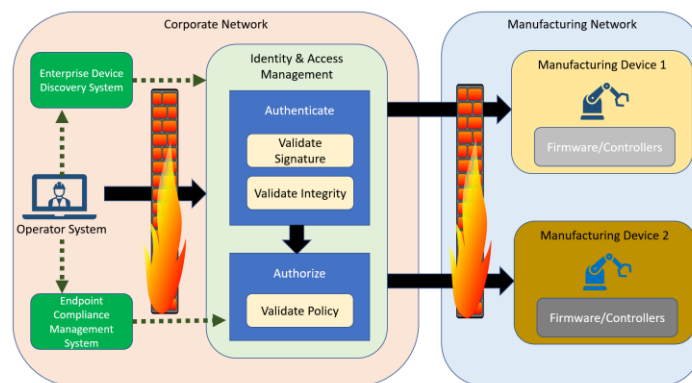 Corporate Network
Manufacturing Network
Enterprise Device
Discovery System
Identity & Access
Management
Authenticate
Validate
Signature
Validate Integrity
Operator System
Authorize
Validate Policy
Endpoint
Compliance
Management
System
Manufacturing Device 1
Firmware/Controllers
Manufacturing Device 2
Firmware/Controllers